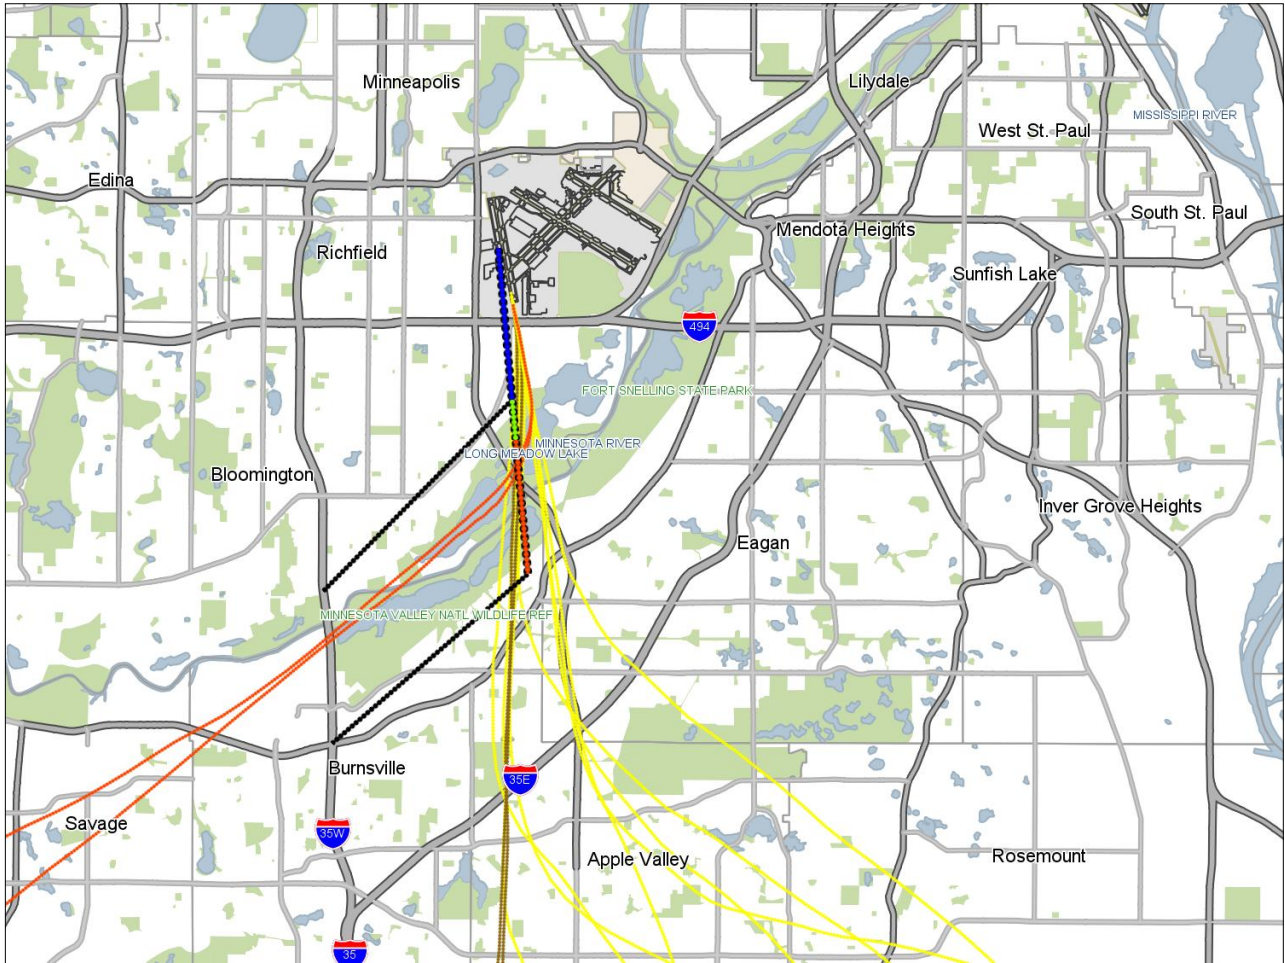 Minneapolis
Lilydale
MISSISSIPPI RIVER
West St. Paul
Edina
South St. Paul
Mendota Heights
Richfield
Sunfish Lake
494
FORT SNELLING STATE PARK
MINNESOTA RIVER
LONG MEADOW LAKE
Bloomington
Inver Grove Heights
Eagan
MINNESOTA VALLEY NATL WILDLIFE REF
Burnsville
35E
Savage
35W
Apple Valley
Rosemount
35